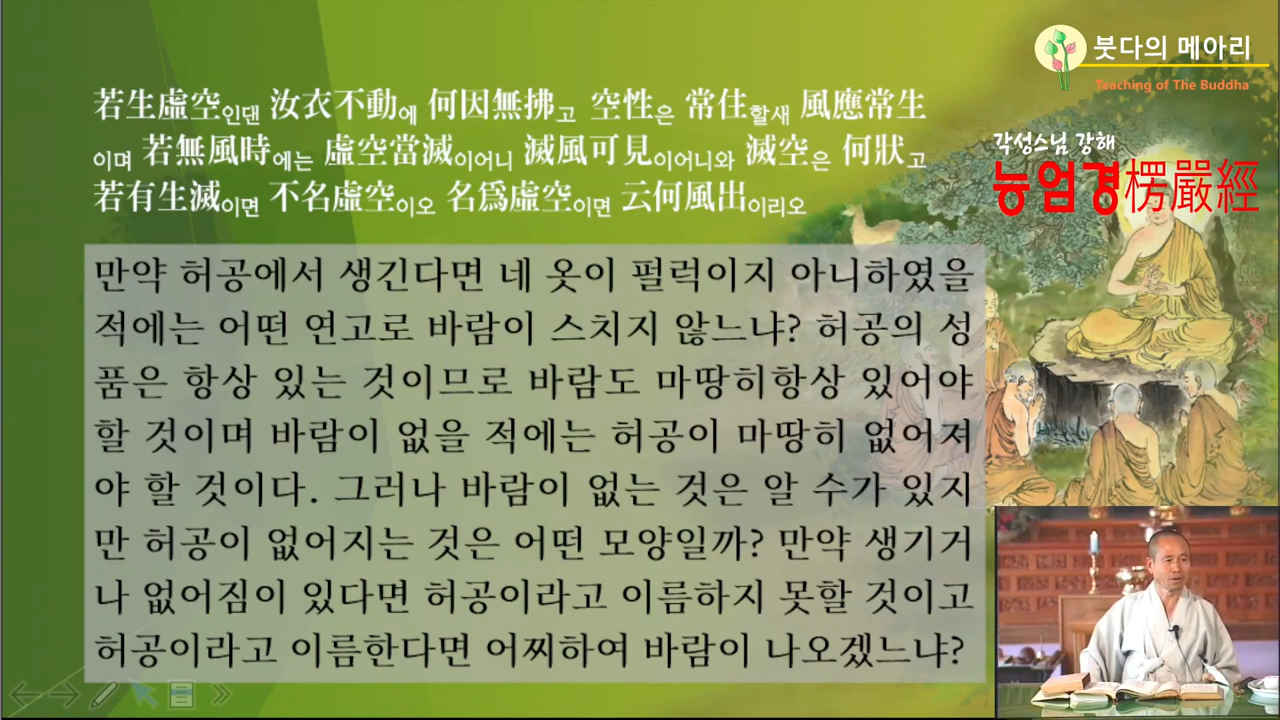 붓다의 메아리
Teaching of The Buddha
각성스님 강해
능엄경楞嚴經
若生虛空인댄 汝衣不動에 何因無拂고 空性은 常住할새 風應常生
이며 若無風時에는 虛空當滅이어니 滅風可見이어니와 滅空은 何狀고
若有生滅이면 不名虛空이오 名爲虛空이면 云何風出이리오
만약 허공에서 생긴다면 네 옷이 펄럭이지 아니하였을
적에는 어떤 연고로 바람이 스치지 않느냐? 허공의 성
품은 항상 있는 것이므로 바람도 마땅히항상 있어야
할 것이며 바람이 없을 적에는 허공이 마땅히 없어져
야 할 것이다. 그러나 바람이 없는 것은 알 수가 있지
만 허공이 없어지는 것은 어떤 모양일까? 만약 생기거
나 없어짐이 있다면 허공이라고 이름하지 못할 것이고
허공이라고 이름한다면 어찌하여 바람이 나오겠느냐?